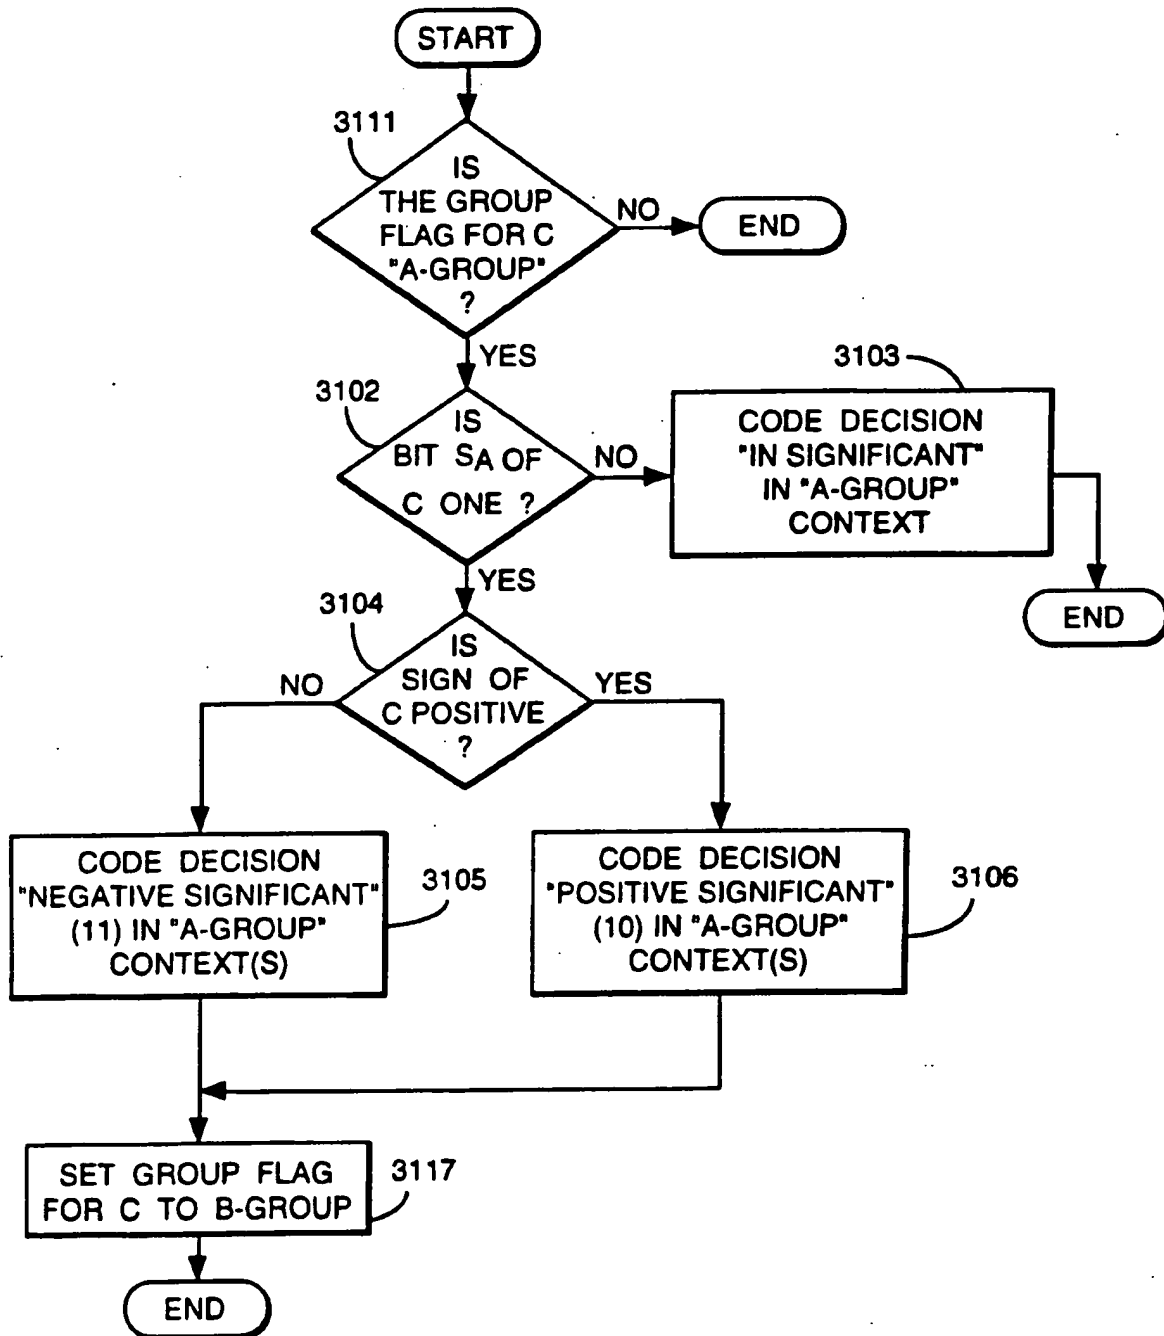 START
3111
IS
THE GROUP
FLAG FOR C
"A-GROUP"
?
NO
END
YES
3102
IS
BIT SA OF
C ONE ?
NO
3103
CODE DECISION
"IN SIGNIFICANT"
IN "A-GROUP"
CONTEXT
END
YES
3104
IS
SIGN OF
C POSITIVE
?
NO
YES
CODE DECISION
"NEGATIVE SIGNIFICANT"
(11) IN "A-GROUP"
CONTEXT(S)
3105
CODE DECISION
"POSITIVE SIGNIFICANT"
(10) IN "A-GROUP"
CONTEXT(S)
3106
SET GROUP FLAG
FOR C TO B-GROUP
3117
END